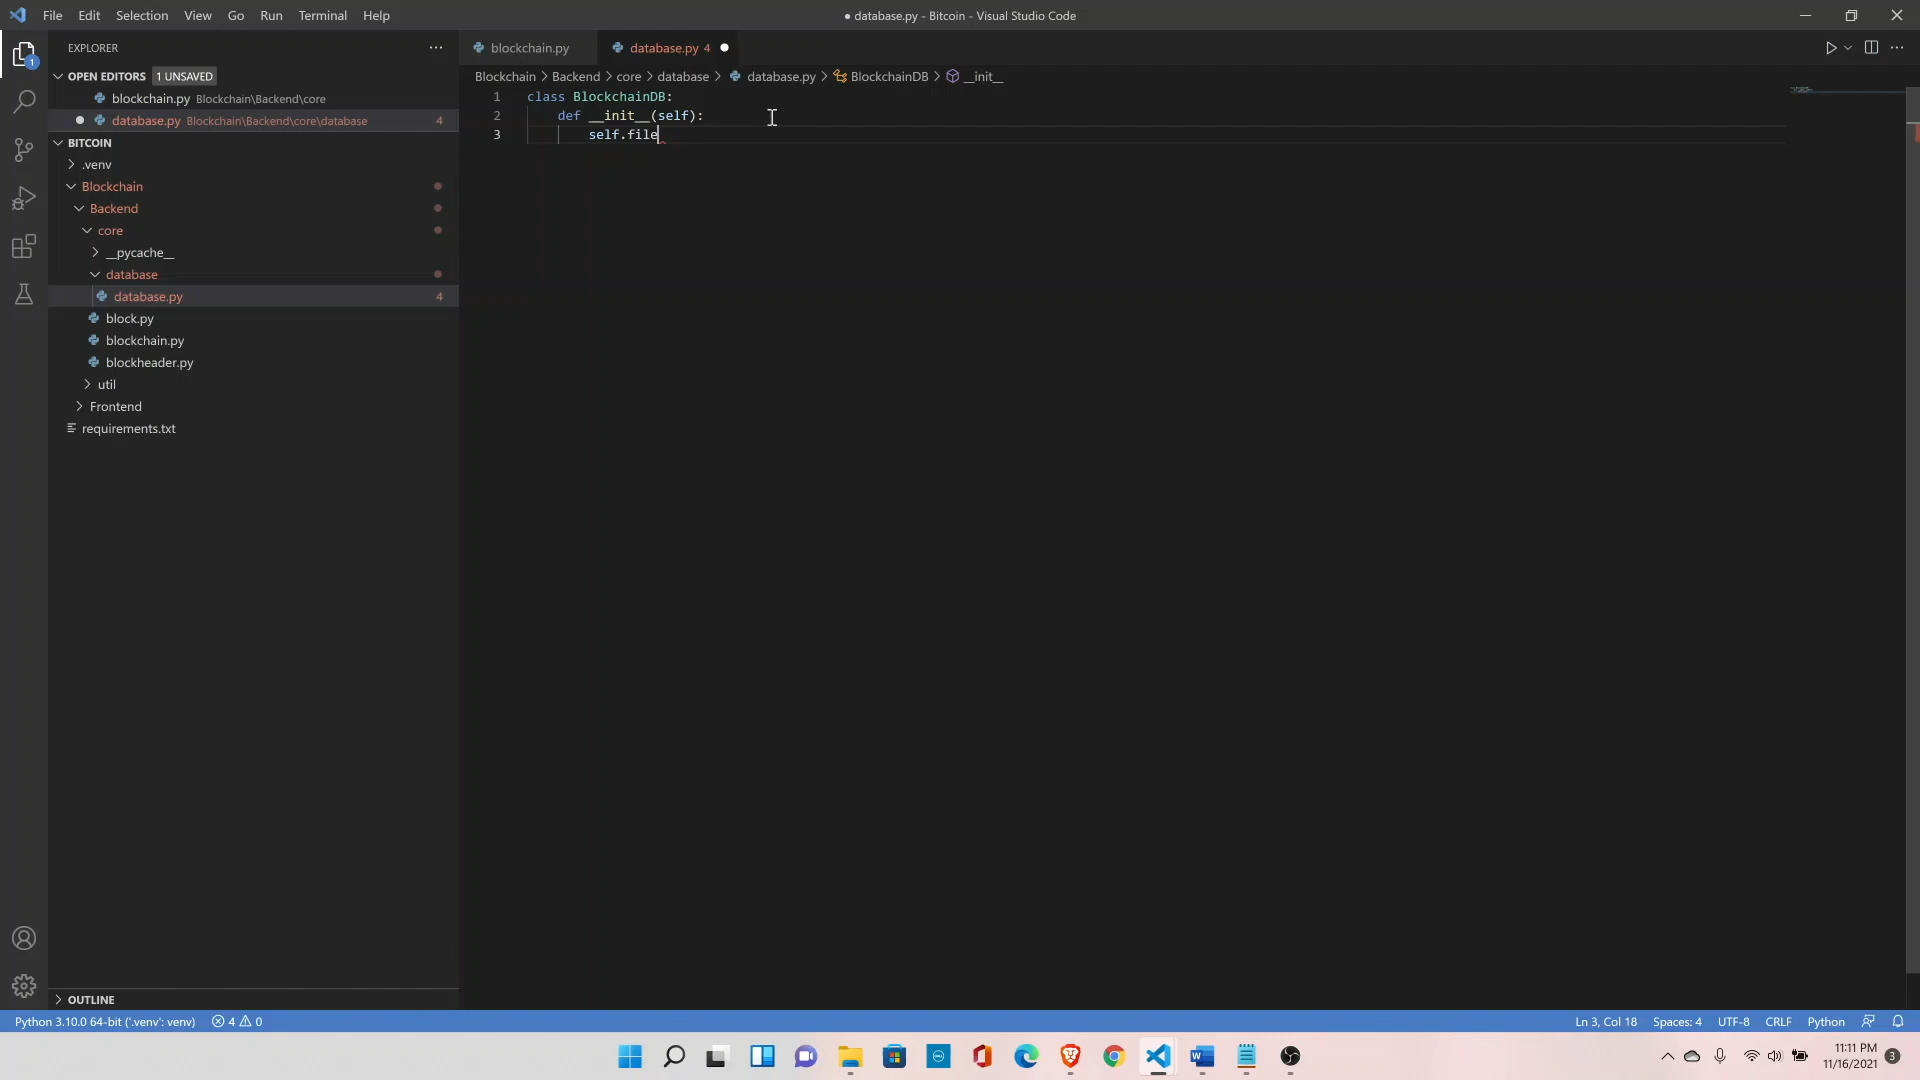 File Edit Selection View Go Run Terminal Help
● database.py - Bitcoin - Visual Studio Code
EXPLORER
OPEN EDITORS 1 UNSAVED
blockchain.py Blockchain\Backend\core
database.py Blockchain\Backend\core\database 4
BITCOIN
.venv
Blockchain
Backend
core
__pycache__
database
database.py 4
block.py
blockchain.py
blockheader.py
util
Frontend
requirements.txt
OUTLINE
blockchain.py database.py 4
Blockchain > Backend > core > database > database.py > BlockchainDB > __init__
1 class BlockchainDB:
2 def __init__(self):
3 self.file
1
Python 3.10.0 64-bit ('.venv': venv) 4 0
Ln 3, Col 18 Spaces: 4 UTF-8 CRLF Python
11:11 PM
11/16/2021
3